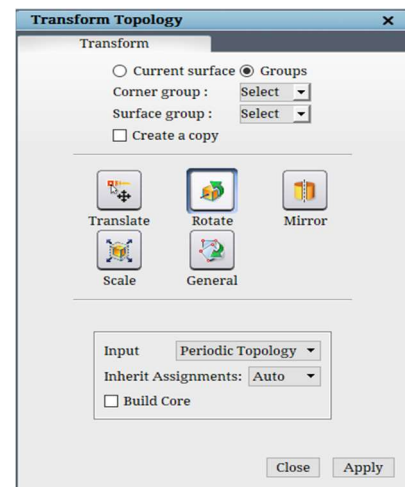 Transform Topology
Transform
Current surface Groups
Corner group : Select
Surface group : Select
Create a copy
Translate Rotate Mirror
Scale General
Input Periodic Topology
Inherit Assignments: Auto
Build Core
Close Apply